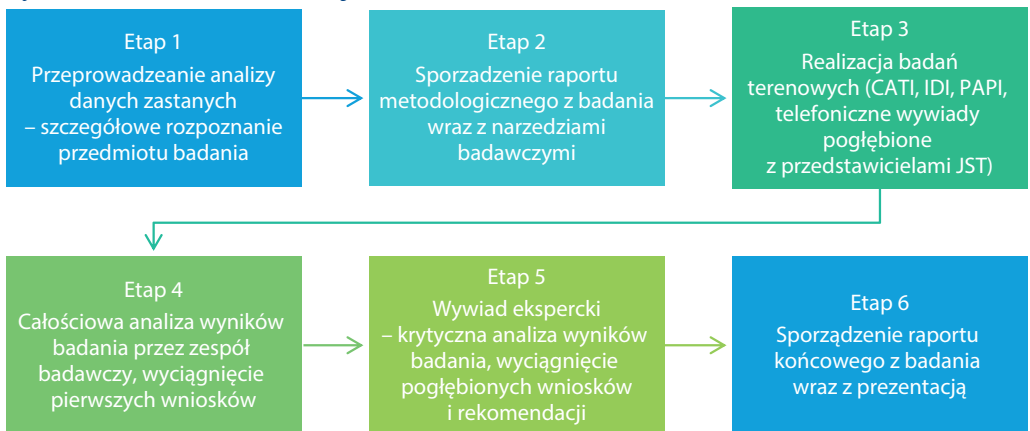 Etap 1
Przeprowadzeanie analizy
danych zastanych
– szczegółowe rozpoznanie
przedmiotu badania
Etap 2
Sporzadzenie raportu
metodologicznego z badania
wraz z narzedziami
badawczymi
Etap 3
Realizacja badań
terenowych (CATI, IDI, PAPI,
telefoniczne wywiady
pogłębione
z przedstawicielami JST)
Etap 4
Całościowa analiza wyników
badania przez zespół
badawczy, wyciągnięcie
pierwszych wniosków
Etap 5
Wywiad ekspercki
– krytyczna analiza wyników
badania, wyciągnięcie
pogłębionych wniosków
i rekomendacji
Etap 6
Sporządzenie raportu
końcowego z badania
wraz z prezentacją